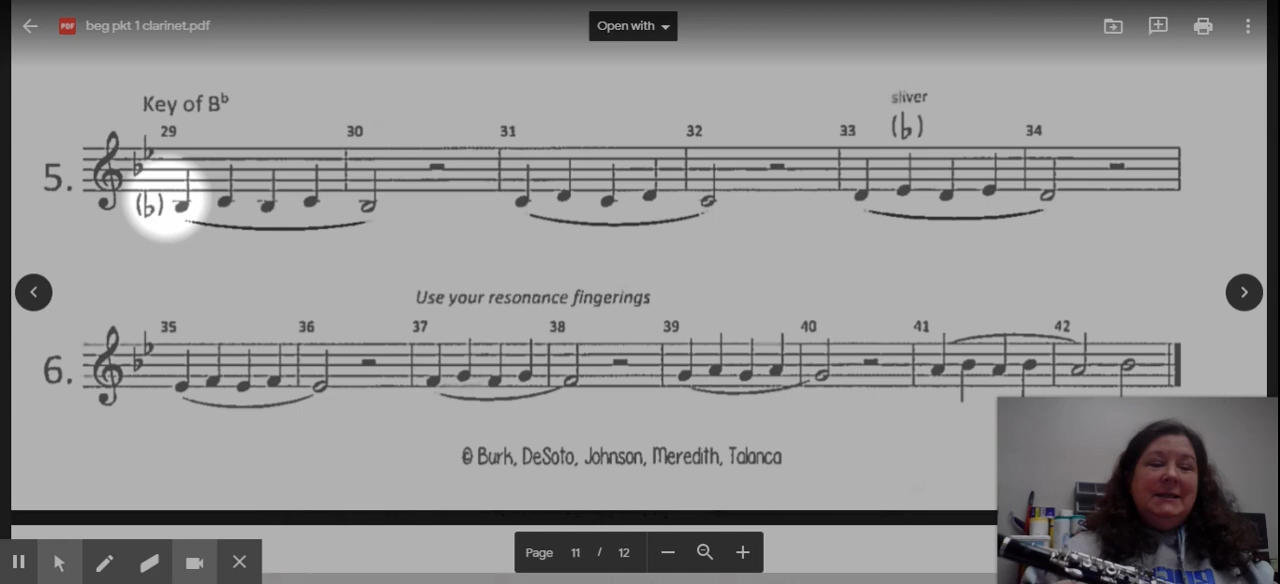 PDF beg pkt 1 clarinet.pdf Open with
Key of Bb
sliver
29 30 31 32 33 (b) 34
5.
(b)
Use your resonance fingerings
35 36 37 38 39 40 41 42
6.
© Burk, DeSoto, Johnson, Meredith, Talanca
Page 11 / 12